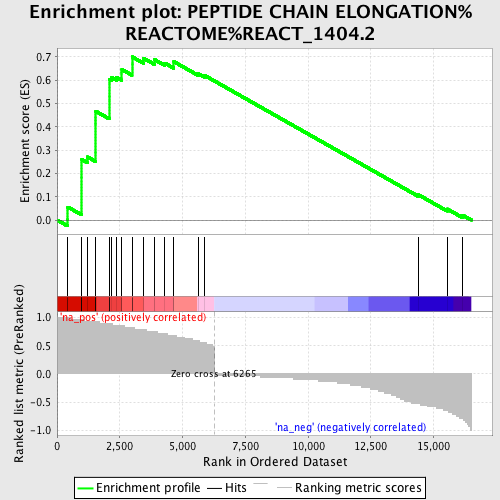 Enrichment plot: PEPTIDE CHAIN ELONGATION%
REACTOME%REACT_1404.2
Enrichment score (ES)
0.7
0.6
0.5
0.4
0.3
0.2
0.1
0.0
Ranked list metric (PreRanked)
1.0
0.5
0.0
-0.5
-1.0
'na_pos' (positively correlated)
Zero cross at 6265
'na_neg' (negatively correlated)
0 2,500 5,000 7,500 10,000 12,500 15,000
Rank in Ordered Dataset
Enrichment profile Hits Ranking metric scores